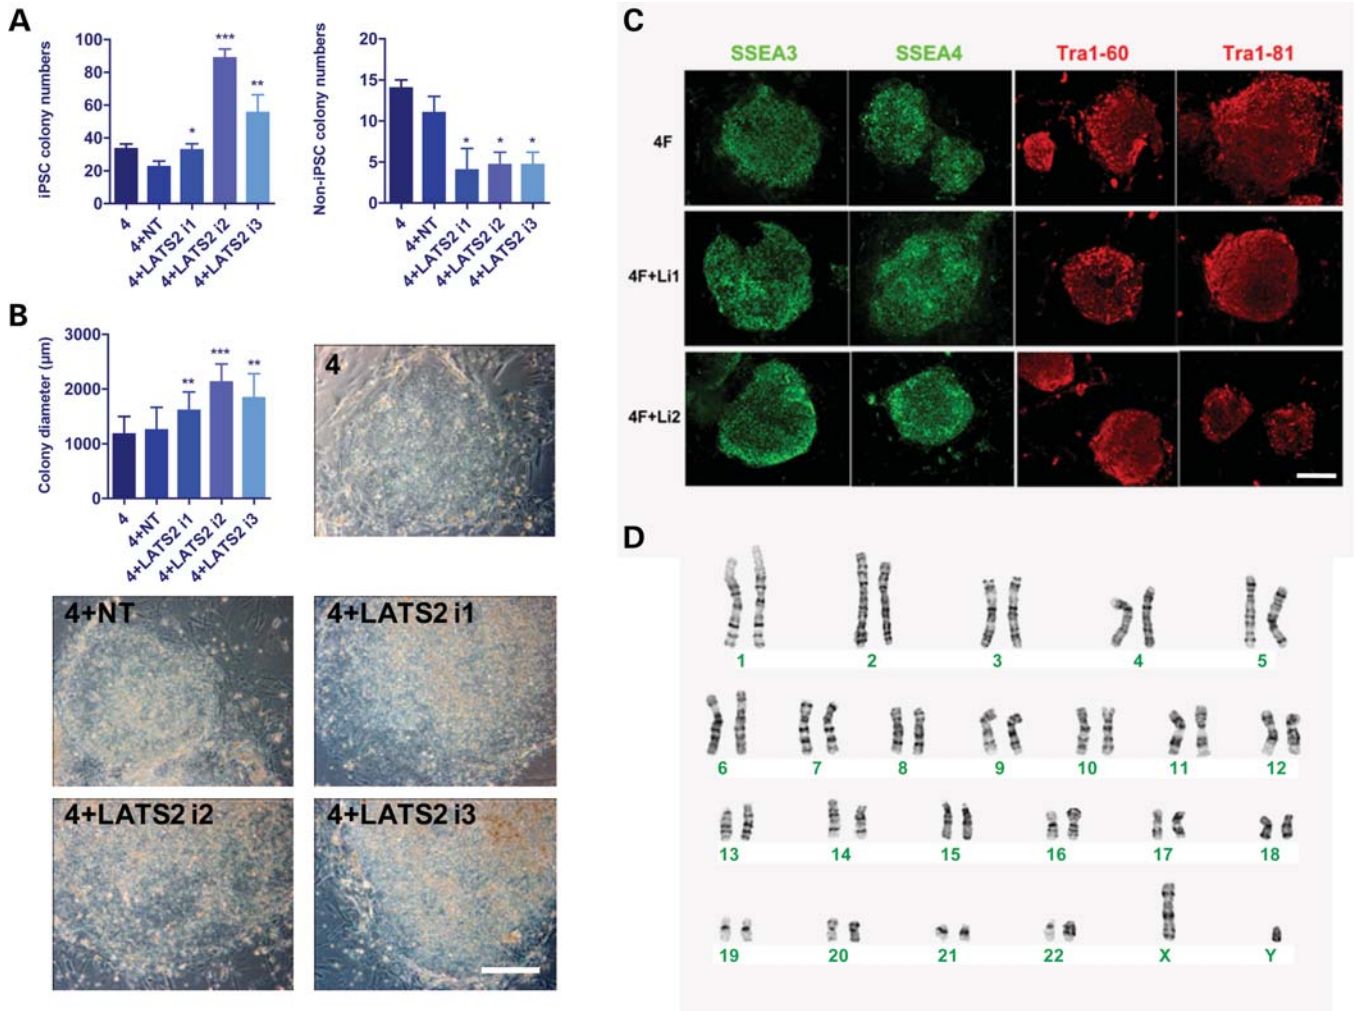 A
iPSC colony numbers
100
80
60
40
20
0
*
***
**
4
4+NT
4+LATS2 i1
4+LATS2 i2
4+LATS2 i3
Non-iPSC colony numbers
20
15
10
5
0
*
*
*
4
4+NT
4+LATS2 i1
4+LATS2 i2
4+LATS2 i3
B
Colony diameter (µm)
3000
2000
1000
0
**
***
**
4
4+NT
4+LATS2 i1
4+LATS2 i2
4+LATS2 i3
4
4+NT
4+LATS2 i1
4+LATS2 i2
4+LATS2 i3
C
SSEA3 SSEA4 Tra1-60 Tra1-81
4F
4F+Li1
4F+Li2
D
1 2 3 4 5
6 7 8 9 10 11 12
13 14 15 16 17 18
19 20 21 22 X Y